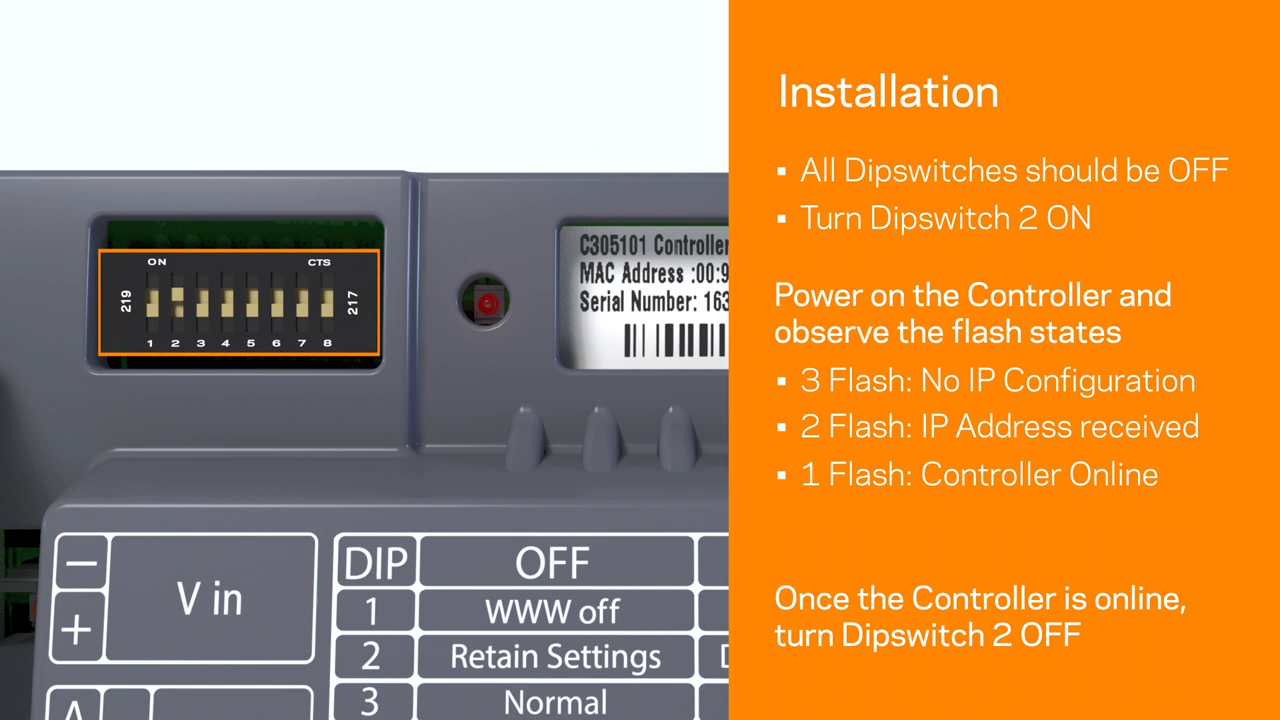 ON
CTS
219
217
1 2 3 4 5 6 7 8
C305101 Controller
MAC Address :00:9
Serial Number: 163
−
+
V in
DIP
OFF
1
WWW off
2
Retain Settings
3
Normal
Installation
▪ All Dipswitches should be OFF
▪ Turn Dipswitch 2 ON
Power on the Controller and
observe the flash states
▪ 3 Flash: No IP Configuration
▪ 2 Flash: IP Address received
▪ 1 Flash: Controller Online
Once the Controller is online,
turn Dipswitch 2 OFF